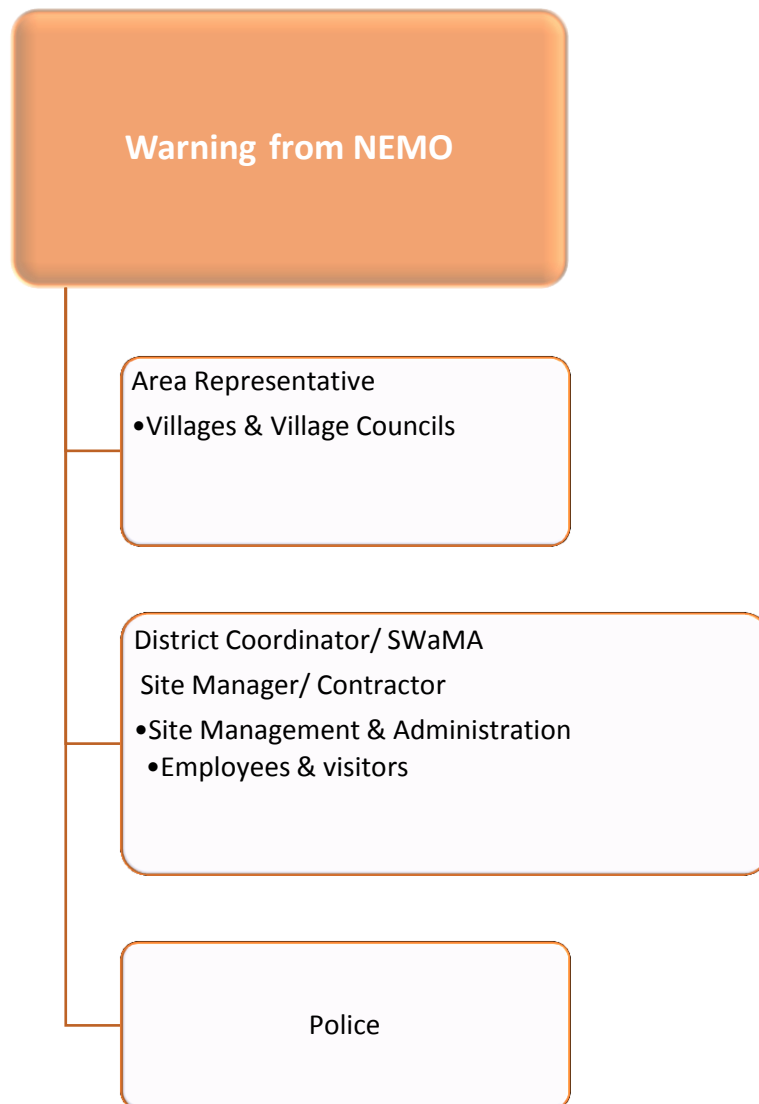 Warning from NEMO
Area Representative
•Villages & Village Councils
District Coordinator/ SWaMA
Site Manager/ Contractor
•Site Management & Administration
•Employees & visitors
Police